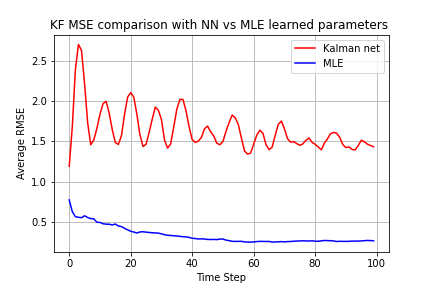 KF MSE comparison with NN vs MLE learned parameters
Kalman net
MLE
Average RMSE
2.5
2.0
1.5
1.0
0.5
0 20 40 60 80 100
Time Step